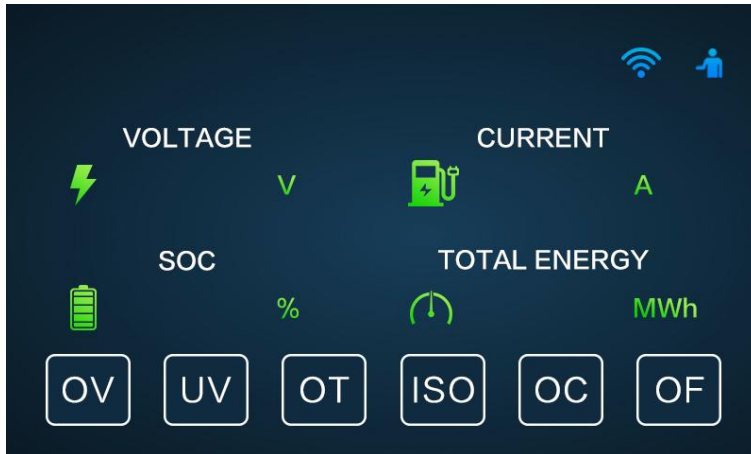 VOLTAGE CURRENT
V A
SOC TOTAL ENERGY
% MWh
OV UV OT ISO OC OF